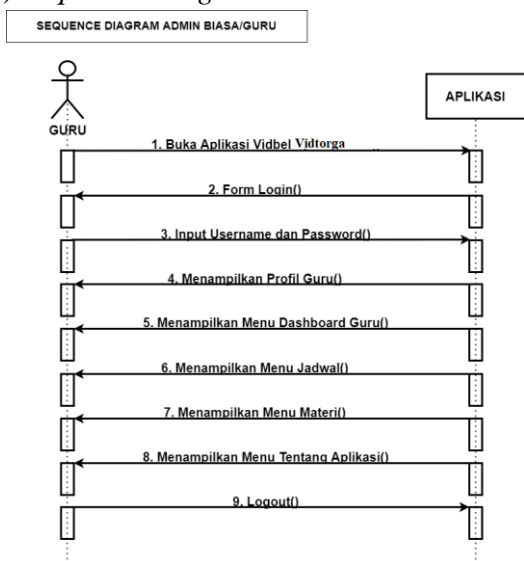 SEQUENCE DIAGRAM ADMIN BIASA/GURU
GURU
APLIKASI
1. Buka Aplikasi Vidbel Vidtorga
2. Form Login()
3. Input Username dan Password()
4. Menampilkan Profil Guru()
5. Menampilkan Menu Dashboard Guru()
6. Menampilkan Menu Jadwal()
7. Menampilkan Menu Materi()
8. Menampilkan Menu Tentang Aplikasi()
9. Logout()